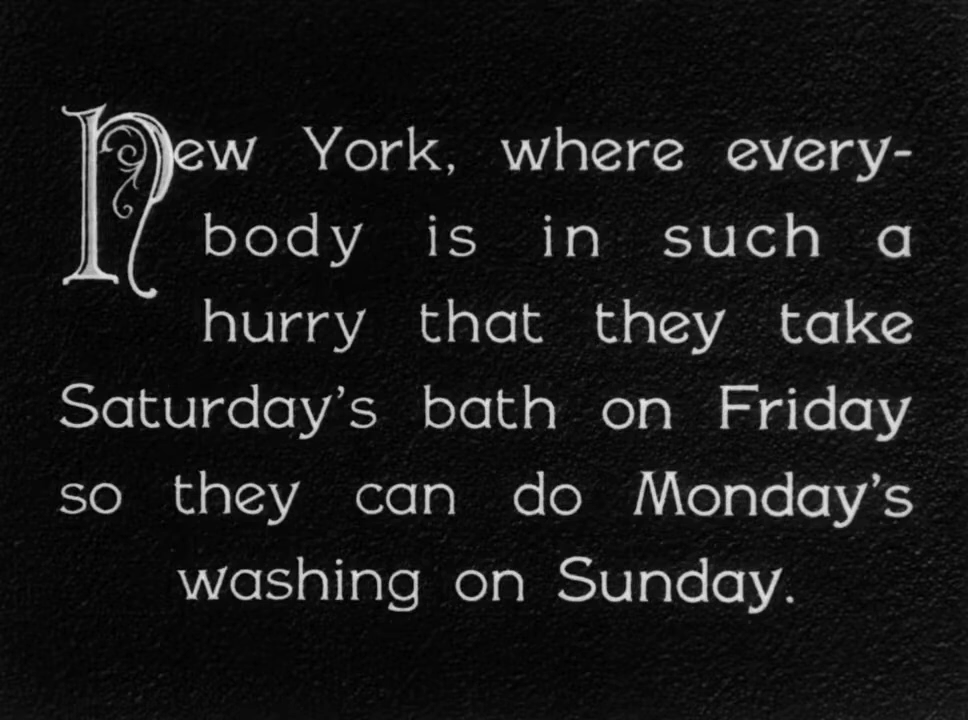 New York, where every-
body is in such a
hurry that they take
Saturday's bath on Friday
so they can do Monday's
washing on Sunday.